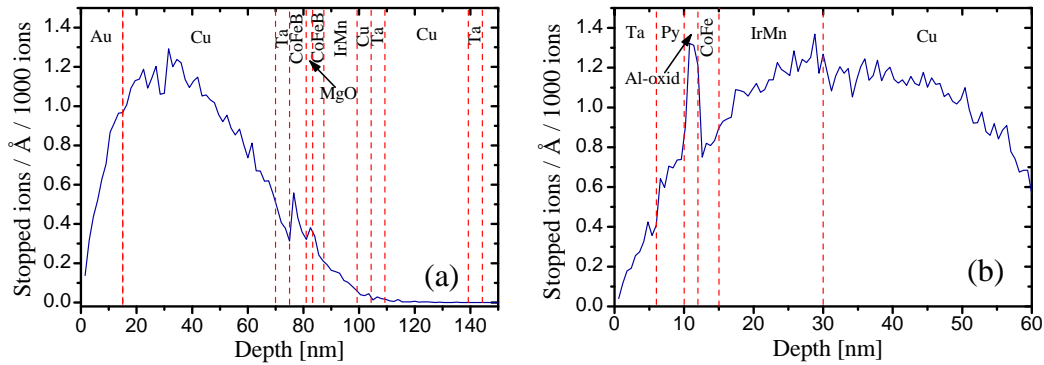 1.4
1.2
1.0
0.8
0.6
0.4
0.2
0.0
Stopped ions / Å / 1000 ions
Au
Cu
Ta
CoFeB
CoFeB
IrMn
Cu
Ta
Cu
Ta
MgO
(a)
0 20 40 60 80 100 120 140
Depth [nm]
1.4
1.2
1.0
0.8
0.6
0.4
0.2
0.0
Stopped ions / Å / 1000 ions
Ta
Py
CoFe
IrMn
Cu
Al-oxid
(b)
0 10 20 30 40 50 60
Depth [nm]